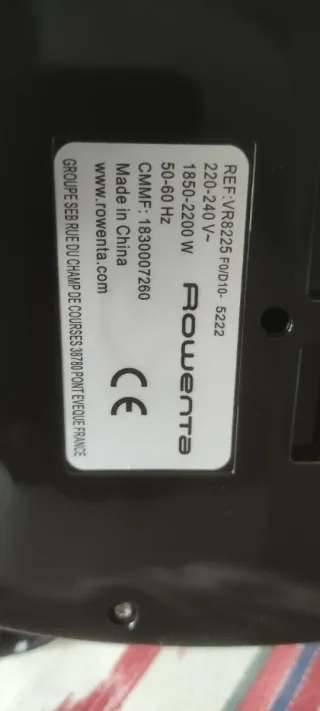 REF:VR8225 F0/D10- 5222
220-240 V~
1850-2200 W
50-60 Hz
Rowenta
CMMF: 1830007260
Made in China
www.rowenta.com
CE
GROUPE SEB RUE DU CHAMP DE COURSES 38780 PONT EVEQUE FRANCE